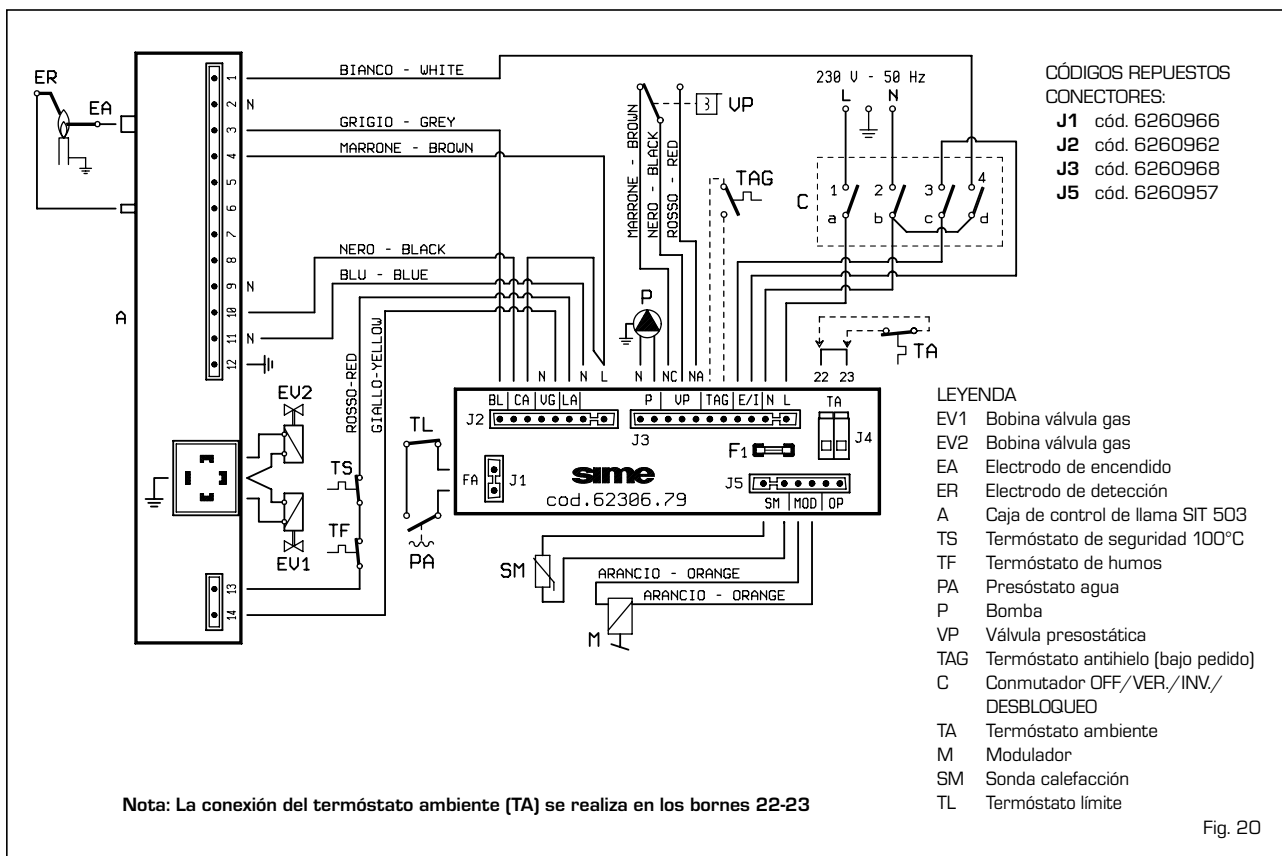 ER
EA
A
1
2
3
4
5
6
7
8
9
10
11
12
13
14
N
N
N
BIANCO - WHITE
GRIGIO - GREY
MARRONE - BROWN
NERO - BLACK
BLU - BLUE
ROSSO-RED
GIALLO-YELLOW
EV2
EV1
TS
TF
TL
PA
MARRONE - BROWN
NERO - BLACK
ROSSO - RED
VP
TAG
P
230 V - 50 Hz
L N
C
1 2 3 4
a b c d
TA
22 23
N N L
N NC NA
BL CA VG LA
J2
P VP TAG E/I N L
J3
TA
J4
FA J1
sime
cod.62306.79
F1
J5
SM MOD OP
SM
ARANCIO - ORANGE
ARANCIO - ORANGE
M
CÓDIGOS REPUESTOS
CONECTORES:
J1 cód. 6260966
J2 cód. 6260962
J3 cód. 6260968
J5 cód. 6260957
LEYENDA
EV1 Bobina válvula gas
EV2 Bobina válvula gas
EA Electrodo de encendido
ER Electrodo de detección
A Caja de control de llama SIT 503
TS Termóstato de seguridad 100°C
TF Termóstato de humos
PA Presóstato agua
P Bomba
VP Válvula presostática
TAG Termóstato antihielo (bajo pedido)
C Conmutador OFF/VER./INV./
DESBLOQUEO
TA Termóstato ambiente
M Modulador
SM Sonda calefacción
TL Termóstato límite
Nota: La conexión del termóstato ambiente (TA) se realiza en los bornes 22-23
Fig. 20